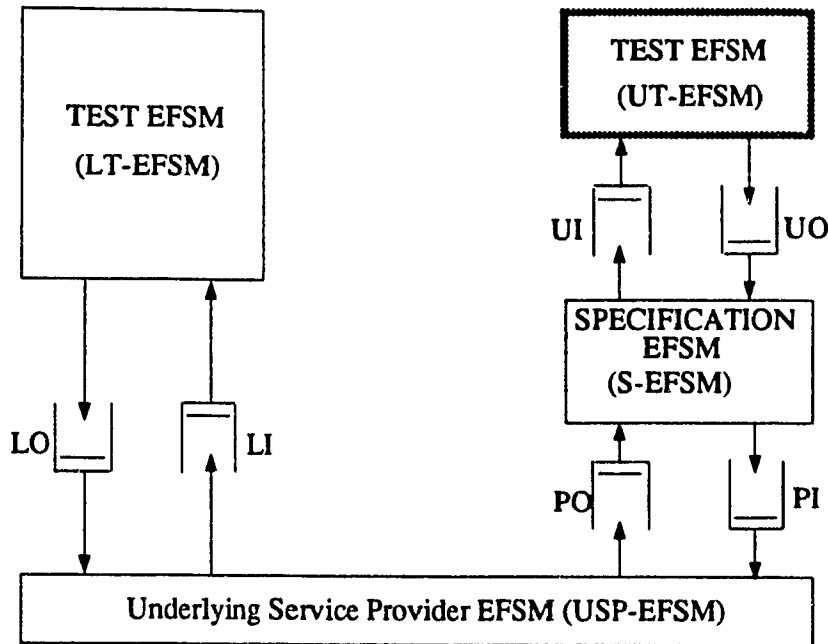 TEST EFSM
(LT-EFSM)
TEST EFSM
(UT-EFSM)
UI
UO
SPECIFICATION
EFSM
(S-EFSM)
LO
LI
PO
PI
Underlying Service Provider EFSM (USP-EFSM)